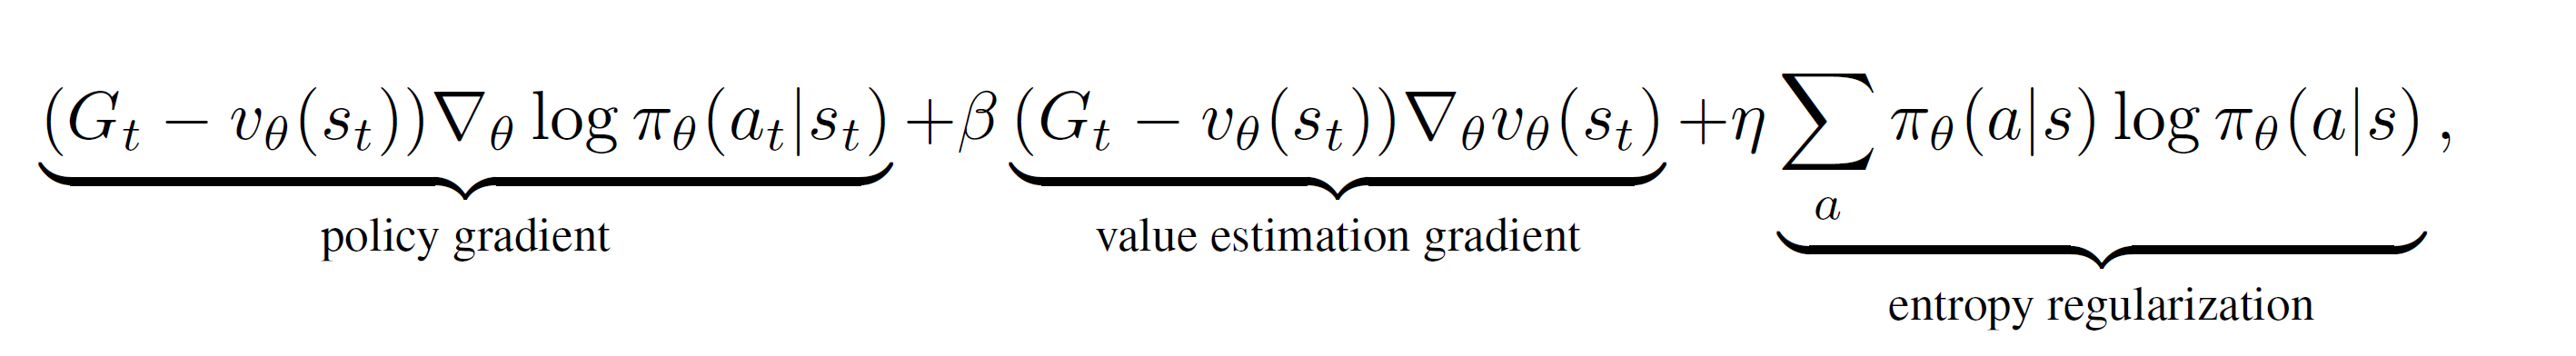 (G_t − v_θ(s_t))∇_θ log π_θ(a_t|s_t) +β (G_t − v_θ(s_t))∇_θ v_θ(s_t) +η ∑_a π_θ(a|s) log π_θ(a|s) ,
policy gradient value estimation gradient
entropy regularization